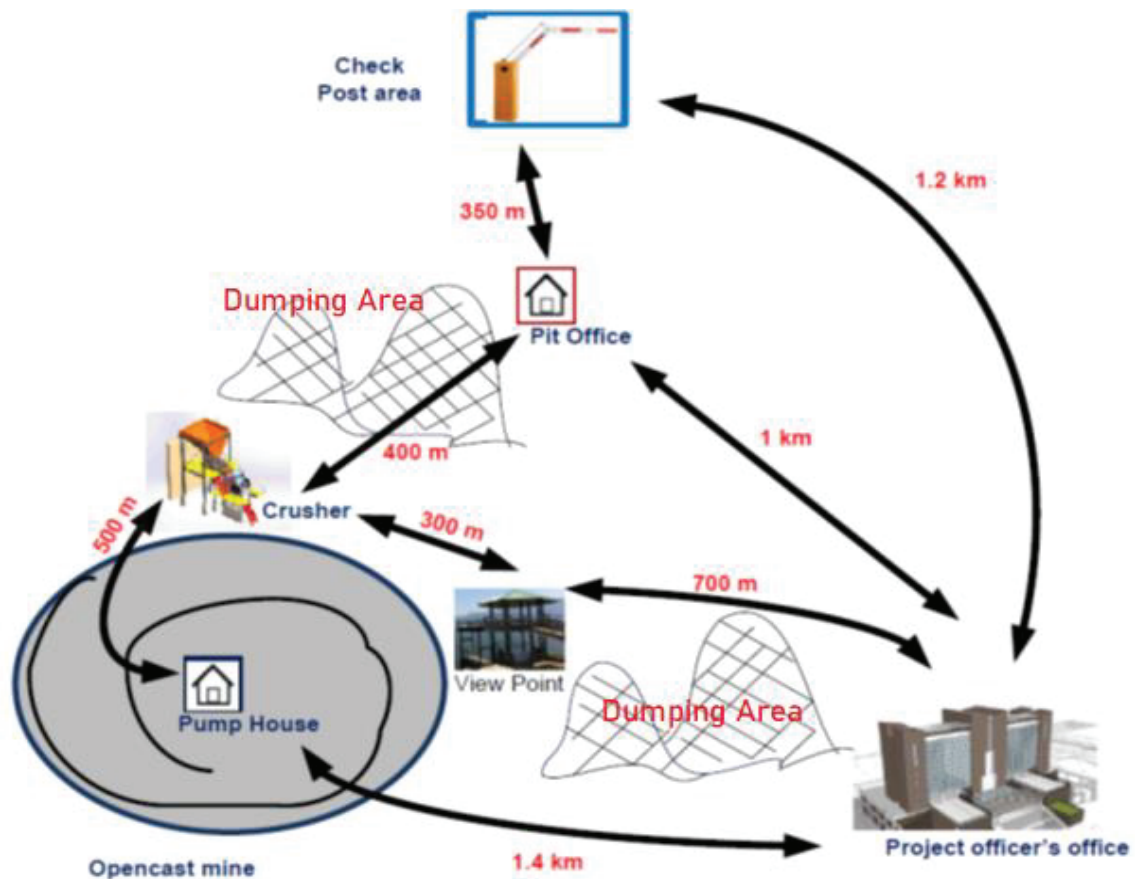 Check
Post area
1.2 km
350 m
Dumping Area
Pit Office
1 km
400 m
Crusher
300 m
500 m
700 m
View Point
Dumping Area
Pump House
Project officer's office
1.4 km
Opencast mine